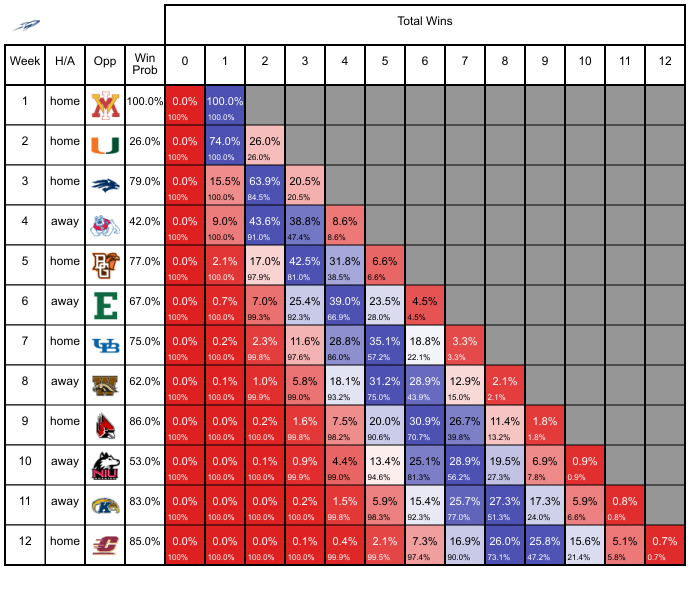 Total Wins
Week H/A Opp Win Prob 0 1 2 3 4 5 6 7 8 9 10 11 12
1 home 100.0% 0.0% 100.0%
100% 100.0%
2 home U 26.0% 0.0% 74.0% 26.0%
100% 100.0% 26.0%
3 home 79.0% 0.0% 15.5% 63.9% 20.5%
100% 100.0% 84.5% 20.5%
4 away 42.0% 0.0% 9.0% 43.6% 38.8% 8.6%
100% 100.0% 91.0% 47.4% 8.6%
5 home BG 77.0% 0.0% 2.1% 17.0% 42.5% 31.8% 6.6%
100% 100.0% 97.9% 81.0% 38.5% 6.6%
6 away E 67.0% 0.0% 0.7% 7.0% 25.4% 39.0% 23.5% 4.5%
100% 100.0% 99.3% 92.3% 66.9% 28.0% 4.5%
7 home UB 75.0% 0.0% 0.2% 2.3% 11.6% 28.8% 35.1% 18.8% 3.3%
100% 100.0% 99.8% 97.6% 86.0% 57.2% 22.1% 3.3%
8 away 62.0% 0.0% 0.1% 1.0% 5.8% 18.1% 31.2% 28.9% 12.9% 2.1%
100% 100.0% 99.9% 99.0% 93.2% 75.0% 43.9% 15.0% 2.1%
9 home 86.0% 0.0% 0.0% 0.2% 1.6% 7.5% 20.0% 30.9% 26.7% 11.4% 1.8%
100% 100.0% 100.0% 99.8% 98.2% 90.6% 70.7% 39.8% 13.2% 1.8%
10 away NIU 53.0% 0.0% 0.0% 0.1% 0.9% 4.4% 13.4% 25.1% 28.9% 19.5% 6.9% 0.9%
100% 100.0% 100.0% 99.9% 99.0% 94.6% 81.3% 56.2% 27.3% 7.8% 0.9%
11 away K 83.0% 0.0% 0.0% 0.0% 0.2% 1.5% 5.9% 15.4% 25.7% 27.3% 17.3% 5.9% 0.8%
100% 100.0% 100.0% 100.0% 99.8% 98.3% 92.3% 77.0% 51.3% 24.0% 6.6% 0.8%
12 home C 85.0% 0.0% 0.0% 0.0% 0.1% 0.4% 2.1% 7.3% 16.9% 26.0% 25.8% 15.6% 5.1% 0.7%
100% 100.0% 100.0% 100.0% 99.9% 99.5% 97.4% 90.0% 73.1% 47.2% 21.4% 5.8% 0.7%